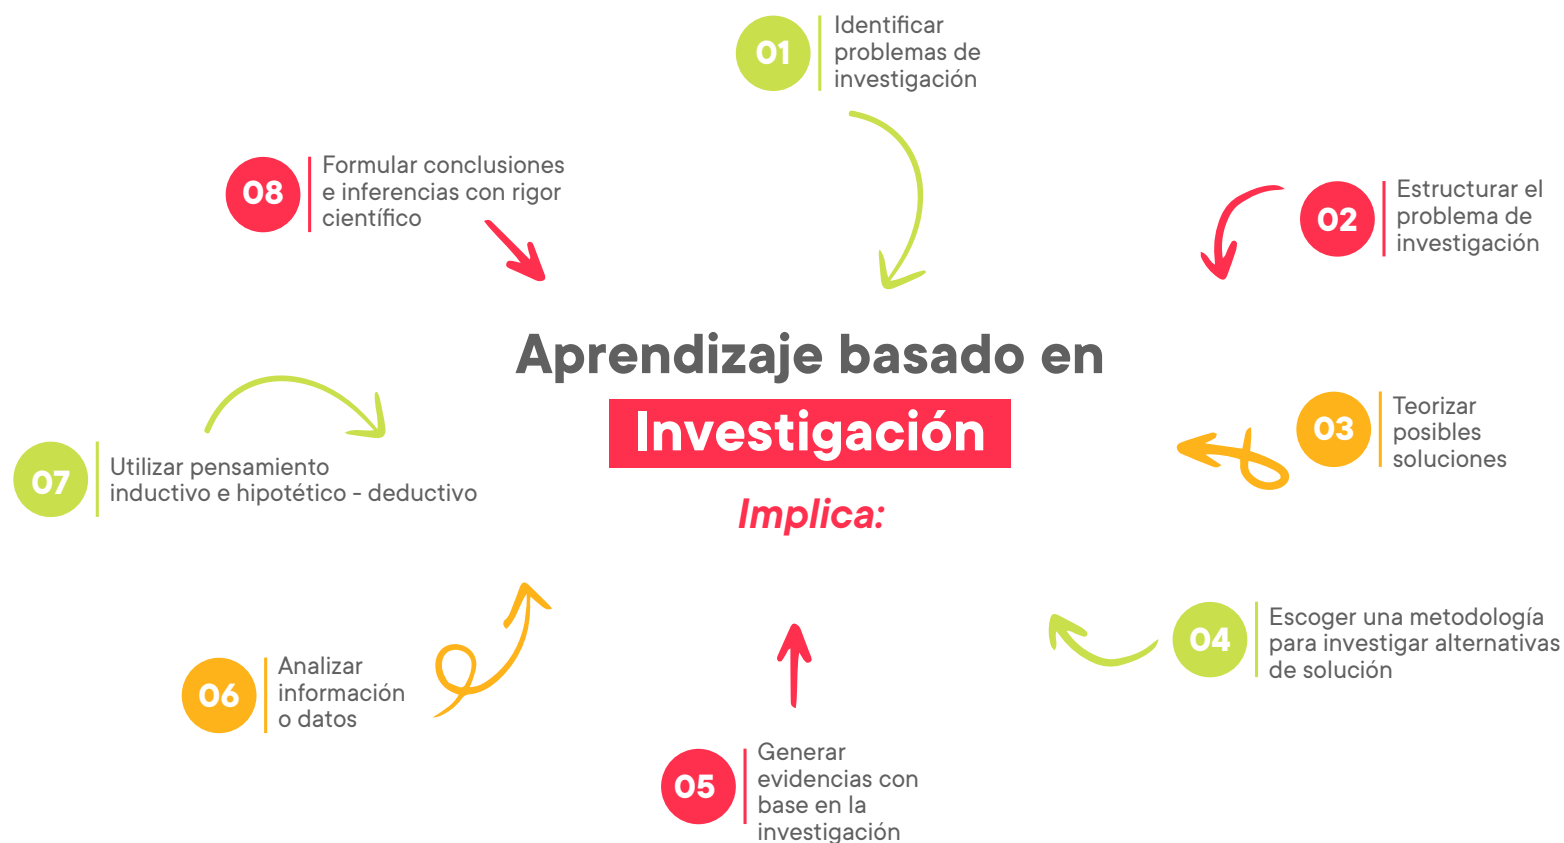 Aprendizaje basado en
Investigación
Implica:
01
Identificar
problemas de
investigación
02
Estructurar el
problema de
investigación
03
Teorizar
posibles
soluciones
04
Escoger una metodología
para investigar alternativas
de solución
05
Generar
evidencias con
base en la
investigación
06
Analizar
información
o datos
07
Utilizar pensamiento
inductivo e hipotético - deductivo
08
Formular conclusiones
e inferencias con rigor
científico